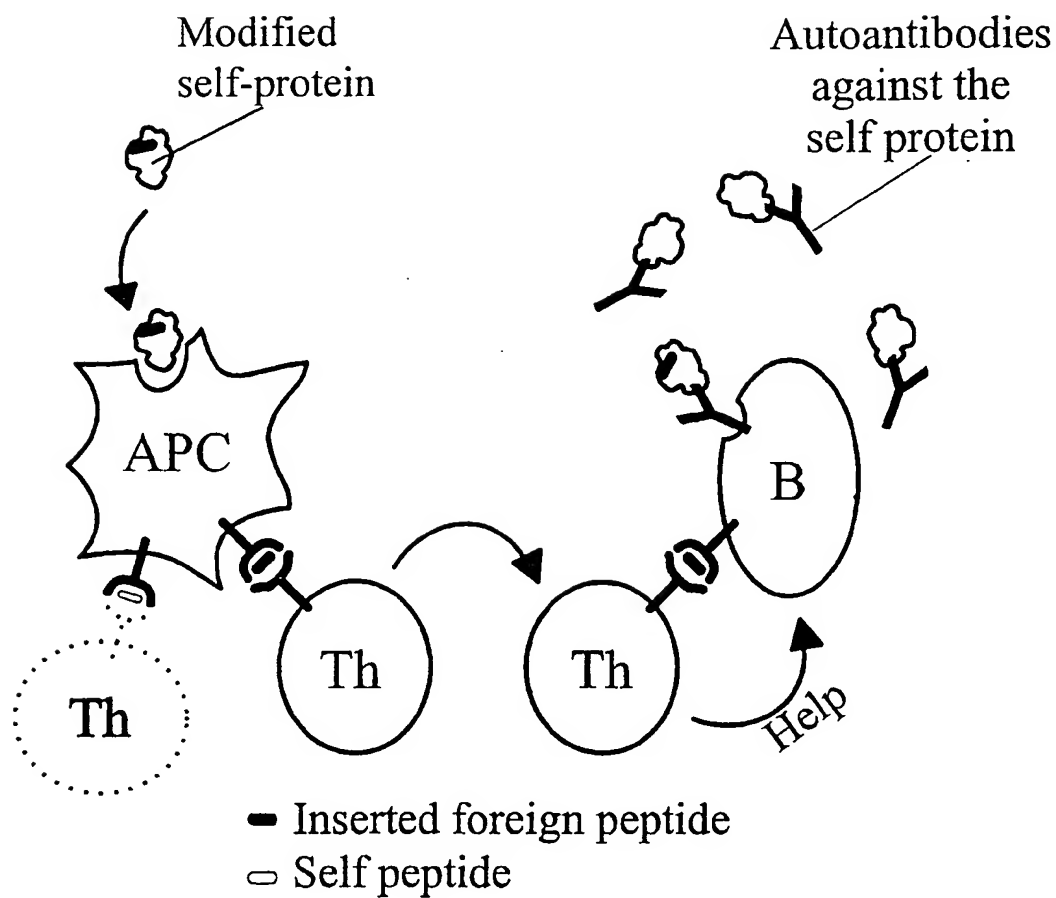 Modified
self-protein
Autoantibodies
against the
self protein
APC
B
Th
Th
Th
Help
Inserted foreign peptide
Self peptide